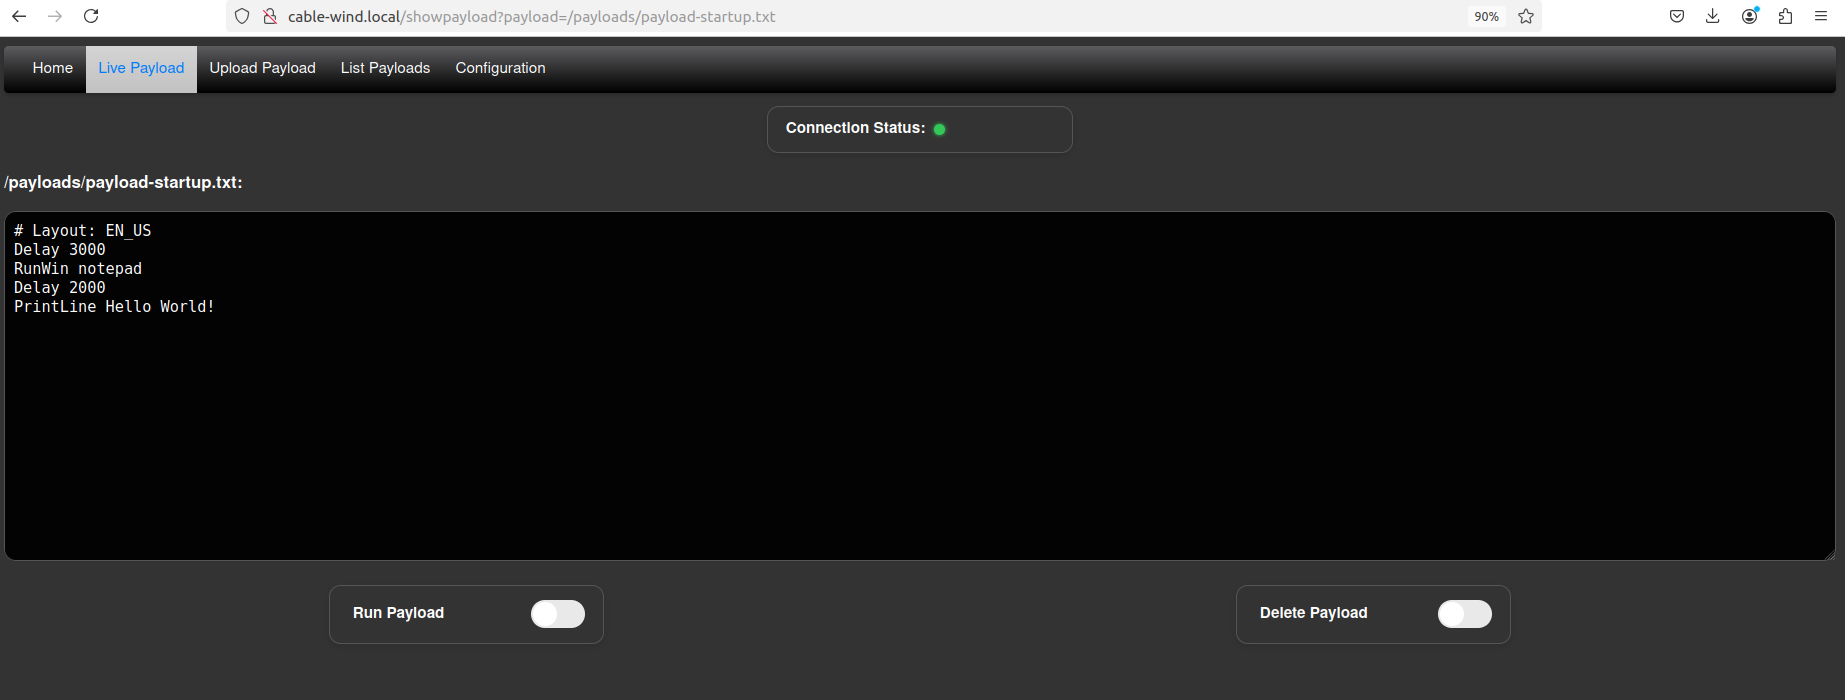 cable-wind.local/showpayload?payload=/payloads/payload-startup.txt 90%
Home Live Payload Upload Payload List Payloads Configuration
Connection Status:
/payloads/payload-startup.txt:
# Layout: EN_US
Delay 3000
RunWin notepad
Delay 2000
PrintLine Hello World!
Run Payload Delete Payload